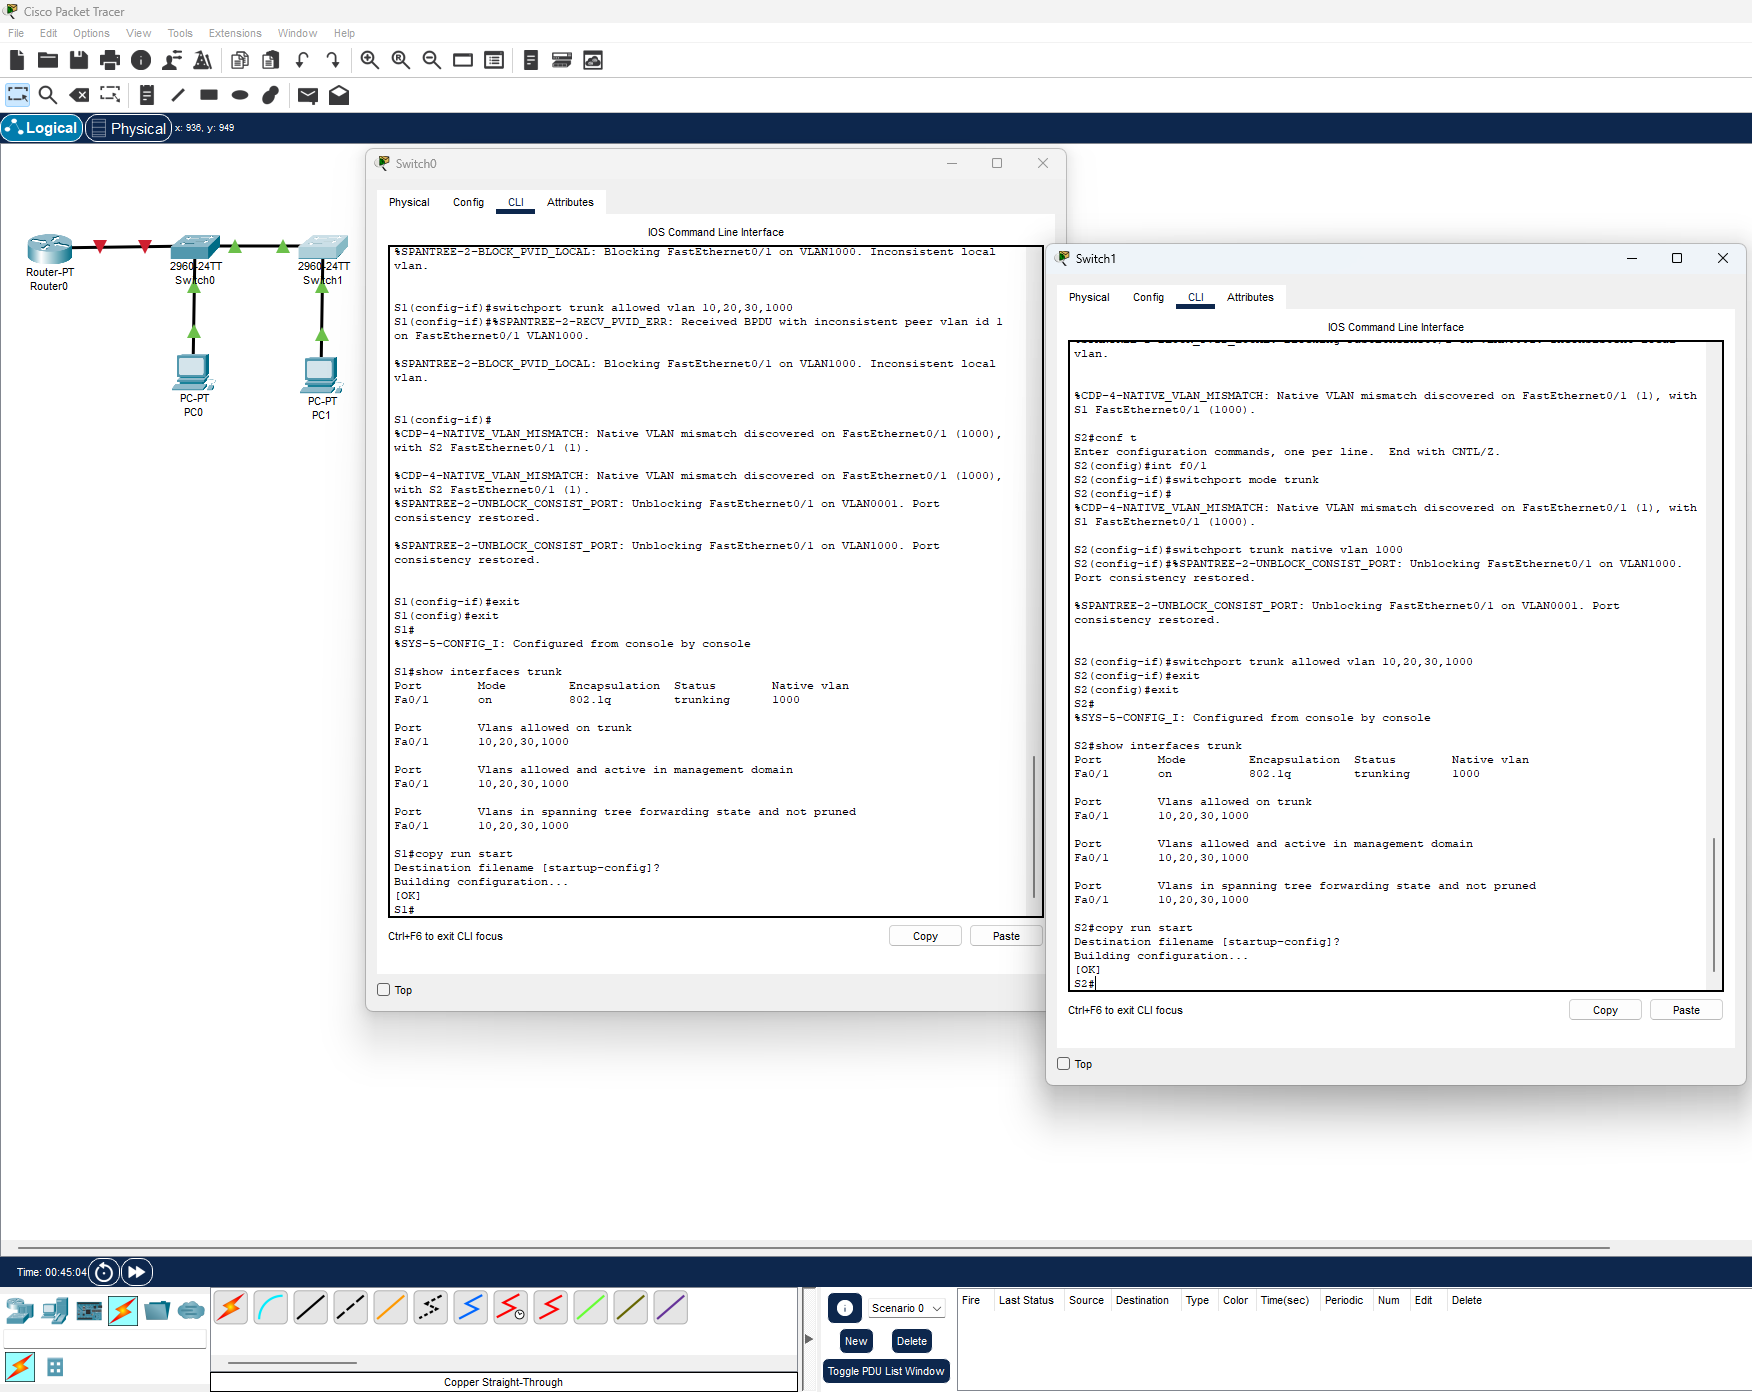 Cisco Packet Tracer
File Edit Options View Tools Extensions Window Help
Logical Physical x: 936, y: 949
Router-PT
Router0
2960-24TT
Switch0
2960-24TT
Switch1
PC-PT
PC0
PC-PT
PC1
Switch0
Physical Config CLI Attributes
IOS Command Line Interface
%SPANTREE-2-BLOCK_PVID_LOCAL: Blocking FastEthernet0/1 on VLAN1000. Inconsistent local
vlan.
S1(config-if)#switchport trunk allowed vlan 10,20,30,1000
S1(config-if)#%SPANTREE-2-RECV_PVID_ERR: Received BPDU with inconsistent peer vlan id 1
on FastEthernet0/1 VLAN1000.
%SPANTREE-2-BLOCK_PVID_LOCAL: Blocking FastEthernet0/1 on VLAN1000. Inconsistent local
vlan.
S1(config-if)#
%CDP-4-NATIVE_VLAN_MISMATCH: Native VLAN mismatch discovered on FastEthernet0/1 (1000),
with S2 FastEthernet0/1 (1).
%CDP-4-NATIVE_VLAN_MISMATCH: Native VLAN mismatch discovered on FastEthernet0/1 (1000),
with S2 FastEthernet0/1 (1).
%SPANTREE-2-UNBLOCK_CONSIST_PORT: Unblocking FastEthernet0/1 on VLAN0001. Port
consistency restored.
%SPANTREE-2-UNBLOCK_CONSIST_PORT: Unblocking FastEthernet0/1 on VLAN1000. Port
consistency restored.
S1(config-if)#exit
S1(config)#exit
S1#
%SYS-5-CONFIG_I: Configured from console by console
S1#show interfaces trunk
Port Mode Encapsulation Status Native vlan
Fa0/1 on 802.1q trunking 1000
Port Vlans allowed on trunk
Fa0/1 10,20,30,1000
Port Vlans allowed and active in management domain
Fa0/1 10,20,30,1000
Port Vlans in spanning tree forwarding state and not pruned
Fa0/1 10,20,30,1000
S1#copy run start
Destination filename [startup-config]?
Building configuration...
[OK]
S1#
Ctrl+F6 to exit CLI focus
Copy Paste
Top
Switch1
Physical Config CLI Attributes
IOS Command Line Interface
vlan.
%CDP-4-NATIVE_VLAN_MISMATCH: Native VLAN mismatch discovered on FastEthernet0/1 (1), with
S1 FastEthernet0/1 (1000).
S2#conf t
Enter configuration commands, one per line. End with CNTL/Z.
S2(config)#int f0/1
S2(config-if)#switchport mode trunk
S2(config-if)#
%CDP-4-NATIVE_VLAN_MISMATCH: Native VLAN mismatch discovered on FastEthernet0/1 (1), with
S1 FastEthernet0/1 (1000).
S2(config-if)#switchport trunk native vlan 1000
S2(config-if)#%SPANTREE-2-UNBLOCK_CONSIST_PORT: Unblocking FastEthernet0/1 on VLAN1000.
Port consistency restored.
%SPANTREE-2-UNBLOCK_CONSIST_PORT: Unblocking FastEthernet0/1 on VLAN0001. Port
consistency restored.
S2(config-if)#switchport trunk allowed vlan 10,20,30,1000
S2(config-if)#exit
S2(config)#exit
S2#
%SYS-5-CONFIG_I: Configured from console by console
S2#show interfaces trunk
Port Mode Encapsulation Status Native vlan
Fa0/1 on 802.1q trunking 1000
Port Vlans allowed on trunk
Fa0/1 10,20,30,1000
Port Vlans allowed and active in management domain
Fa0/1 10,20,30,1000
Port Vlans in spanning tree forwarding state and not pruned
Fa0/1 10,20,30,1000
S2#copy run start
Destination filename [startup-config]?
Building configuration...
[OK]
S2#
Ctrl+F6 to exit CLI focus
Copy Paste
Top
Time: 00:45:04
Copper Straight-Through
Scenario 0
New Delete
Toggle PDU List Window
Fire Last Status Source Destination Type Color Time(sec) Periodic Num Edit Delete